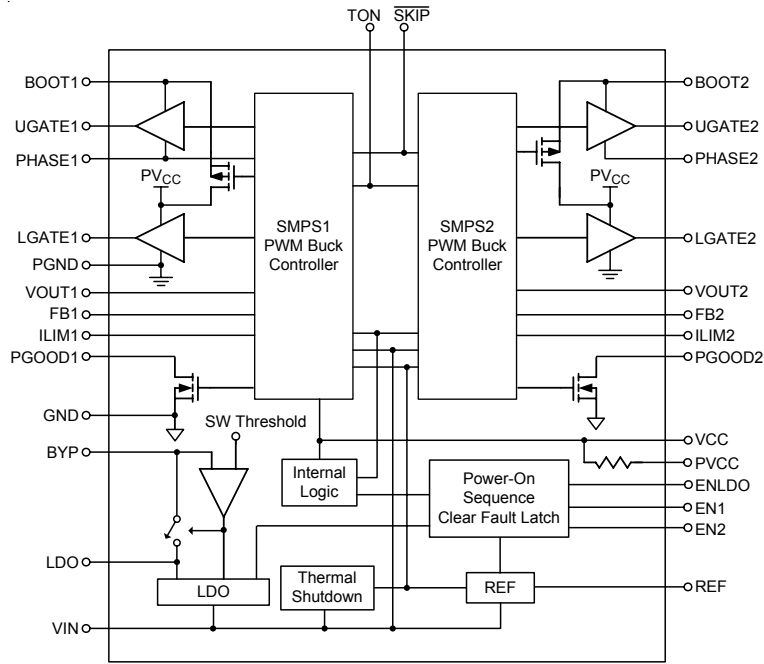 TON SKIP
BOOT1
UGATE1
PHASE1
PVCC
LGATE1
PGND
VOUT1
FB1
ILIM1
PGOOD1
GND
BYP
LDO
VIN
SMPS1
PWM Buck
Controller
SMPS2
PWM Buck
Controller
SW Threshold
Internal
Logic
Power-On
Sequence
Clear Fault Latch
LDO
Thermal
Shutdown
REF
BOOT2
UGATE2
PHASE2
PVCC
LGATE2
VOUT2
FB2
ILIM2
PGOOD2
VCC
PVCC
ENLDO
EN1
EN2
REF